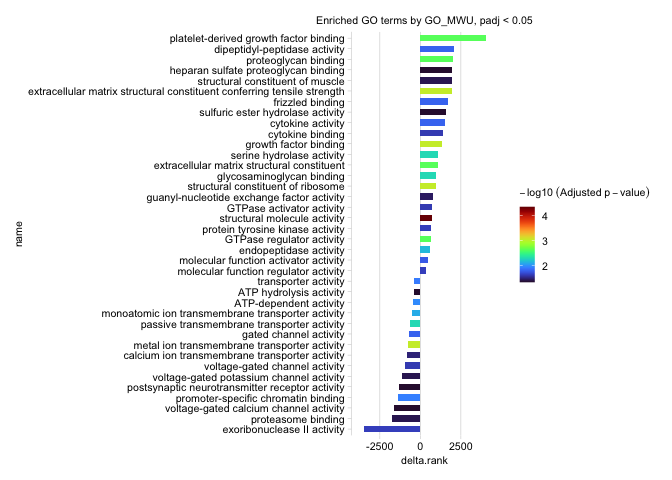 Enriched GO terms by GO_MWU, padj < 0.05
platelet-derived growth factor binding
dipeptidyl-peptidase activity
proteoglycan binding
heparan sulfate proteoglycan binding
structural constituent of muscle
extracellular matrix structural constituent conferring tensile strength
frizzled binding
sulfuric ester hydrolase activity
cytokine activity
cytokine binding
growth factor binding
serine hydrolase activity
extracellular matrix structural constituent
glycosaminoglycan binding
structural constituent of ribosome
guanyl-nucleotide exchange factor activity
GTPase activator activity
structural molecule activity
protein tyrosine kinase activity
GTPase regulator activity
endopeptidase activity
molecular function activator activity
molecular function regulator activity
transporter activity
ATP hydrolysis activity
ATP-dependent activity
monoatomic ion transmembrane transporter activity
passive transmembrane transporter activity
gated channel activity
metal ion transmembrane transporter activity
calcium ion transmembrane transporter activity
voltage-gated channel activity
voltage-gated potassium channel activity
postsynaptic neurotransmitter receptor activity
promoter-specific chromatin binding
voltage-gated calcium channel activity
proteasome binding
exoribonuclease II activity
name
-2500 0 2500
delta.rank
−log10 (Adjusted p−value)
4
3
2